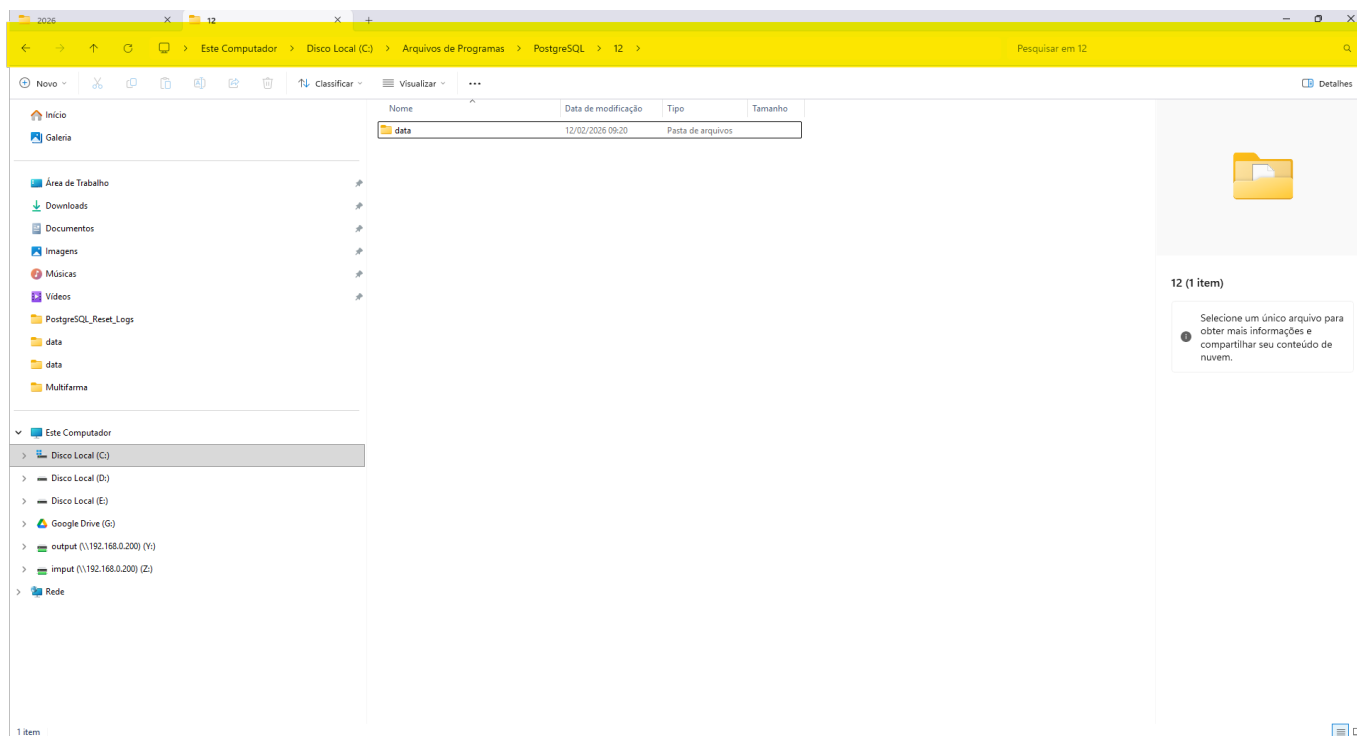 2026
12
Este Computador > Disco Local (C:) > Arquivos de Programas > PostgreSQL > 12 >
Pesquisar em 12
Novo
Classificar
Visualizar
Detalhes
Início
Galeria
Área de Trabalho
Downloads
Documentos
Imagens
Músicas
Vídeos
PostgreSQL_Reset_Logs
data
data
Multifarma
Este Computador
Disco Local (C:)
Disco Local (D:)
Disco Local (E:)
Google Drive (G:)
output (\\192.168.0.200) (Y:)
imput (\\192.168.0.200) (Z:)
Rede
Nome Data de modificação Tipo Tamanho
data 12/02/2026 09:20 Pasta de arquivos
12 (1 item)
Selecione um único arquivo para
obter mais informações e
compartilhar seu conteúdo de
nuvem.
1 item